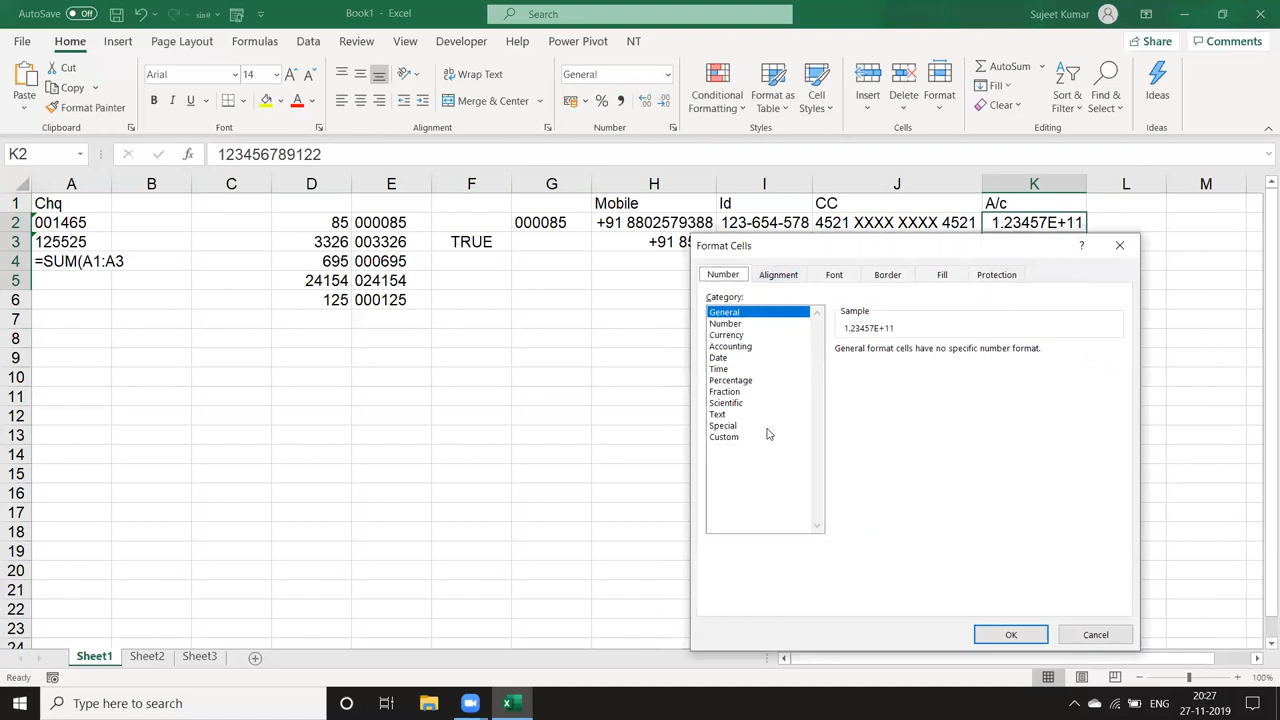 AutoSave Off Book1 - Excel Search Sujeet Kumar
File Home Insert Page Layout Formulas Data Review View Developer Help Power Pivot NT Share Comments
Paste Cut Copy Format Painter
Arial 14
B I U
Wrap Text
Merge & Center
General
Conditional Formatting Format as Table Cell Styles
Insert Delete Format
AutoSum Fill Clear
Sort & Filter Find & Select
Ideas
Clipboard Font Alignment Number Styles Cells Editing Ideas
K2 fx 123456789122
A B C D E F G H I J K L M
1 Chq Mobile Id CC A/c
2 001465 85 000085 000085 +91 8802579388 123-654-578 4521 XXXX XXXX 4521 1.23457E+11
3 125525 3326 003326 TRUE +91 85
4 =SUM(A1:A3 695 000695
5 24154 024154
6 125 000125
7
8
9
10
11
12
13
14
15
16
17
18
19
20
21
22
23
24
Format Cells ?
Number Alignment Font Border Fill Protection
Category:
General
Number
Currency
Accounting
Date
Time
Percentage
Fraction
Scientific
Text
Special
Custom
Sample
1.23457E+11
General format cells have no specific number format.
OK Cancel
Sheet1 Sheet2 Sheet3
Ready 100%
Type here to search ENG 20:27
27-11-2019